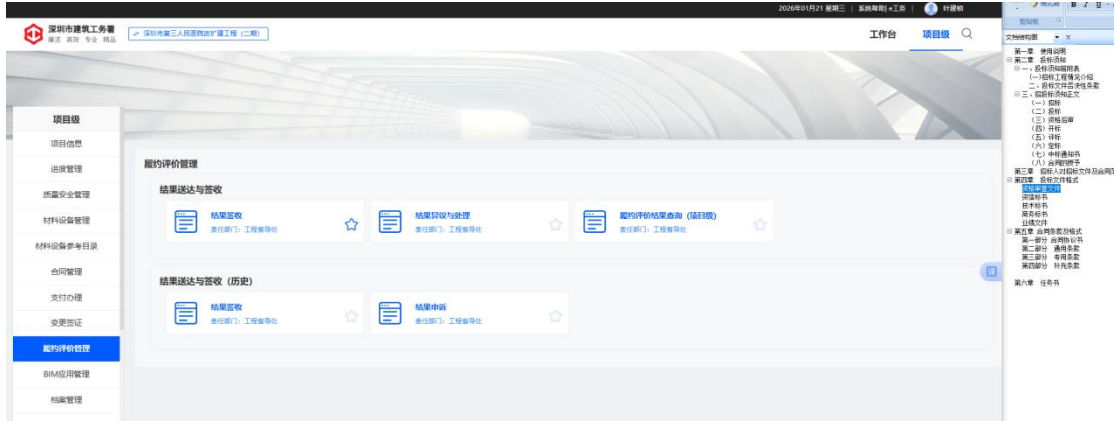 2026年01月21 星期三 | 系统帮助 | e工务 | 叶建锁
深圳市建筑工务署
廉洁 高效 专业 精品
深圳市第三人民医院改扩建工程（二期）
工作台
项目级
项目级
项目信息
进度管理
质量安全管理
材料设备管理
材料设备参考目录
合同管理
支付办理
变更签证
履约评价管理
BIM应用管理
档案管理
履约评价管理
结果送达与签收
结果签收
责任部门：工程督导处
结果异议与处理
责任部门：工程督导处
履约评价结果查询（项目级）
责任部门：工程督导处
结果送达与签收（历史）
结果签收
责任部门：工程督导处
结果申诉
责任部门：工程督导处
格式刷
B I U
剪贴板
文档结构图
第一章 使用说明
第二章 投标须知
一、投标须知前附表
（一）招标工程情况介绍
二、投标文件否决性条款
三、招投标须知正文
（一）招标
（二）投标
（三）资格后审
（四）开标
（五）评标
（六）定标
（七）中标通知书
（八）合同的授予
第三章 招标人对招标文件及合同
第四章 投标文件格式
资格审查文件
资信标书
技术标书
商务标书
业绩文件
第五章 合同条款及格式
第一部分 合同协议书
第二部分 通用条款
第三部分 专用条款
第四部分 补充条款
第六章 任务书